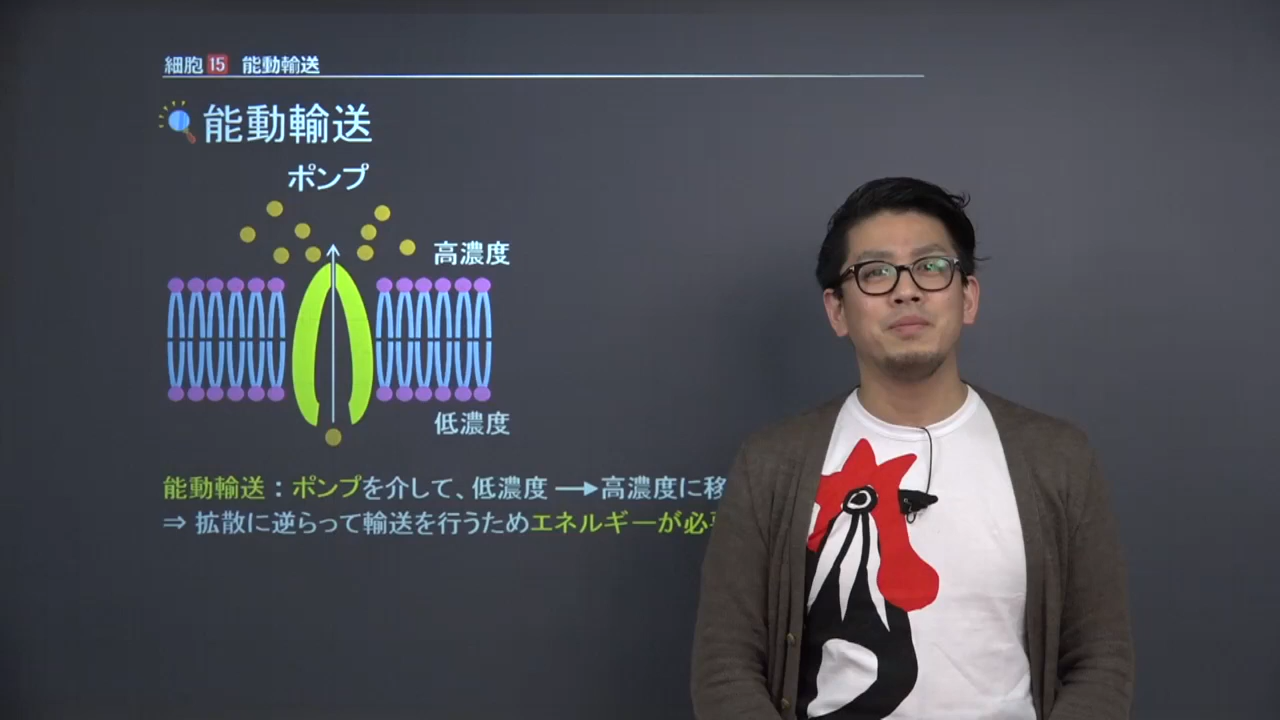 細胞 15 能動輸送
能動輸送
ポンプ
高濃度
低濃度
能動輸送：ポンプを介して、低濃度 → 高濃度に移
⇒ 拡散に逆らって輸送を行うためエネルギーが必